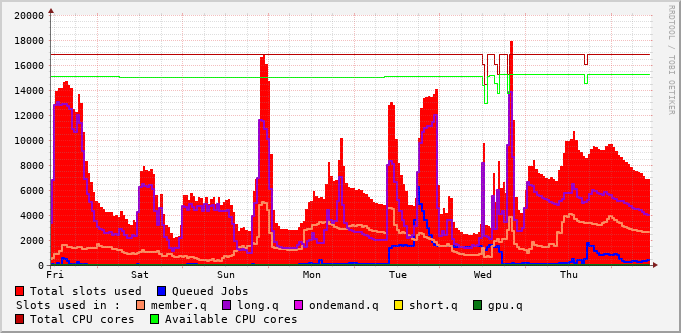 20000
18000
16000
14000
12000
10000
8000
6000
4000
2000
0
Fri Sat Sun Mon Tue Wed Thu
RRDTOOL / TOBI OETIKER
Total slots used Queued Jobs
Slots used in : member.q long.q ondemand.q short.q gpu.q
Total CPU cores Available CPU cores